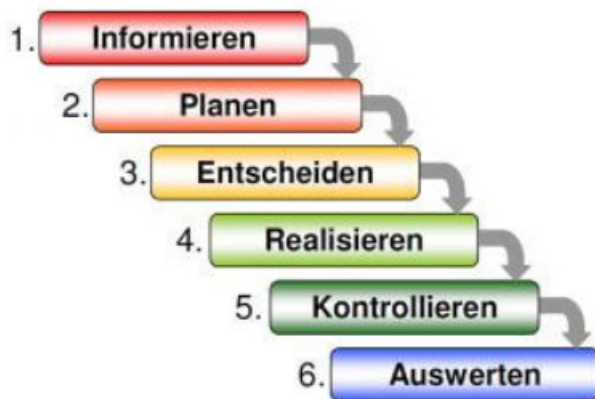 1. Informieren
2. Planen
3. Entscheiden
4. Realisieren
5. Kontrollieren
6. Auswerten